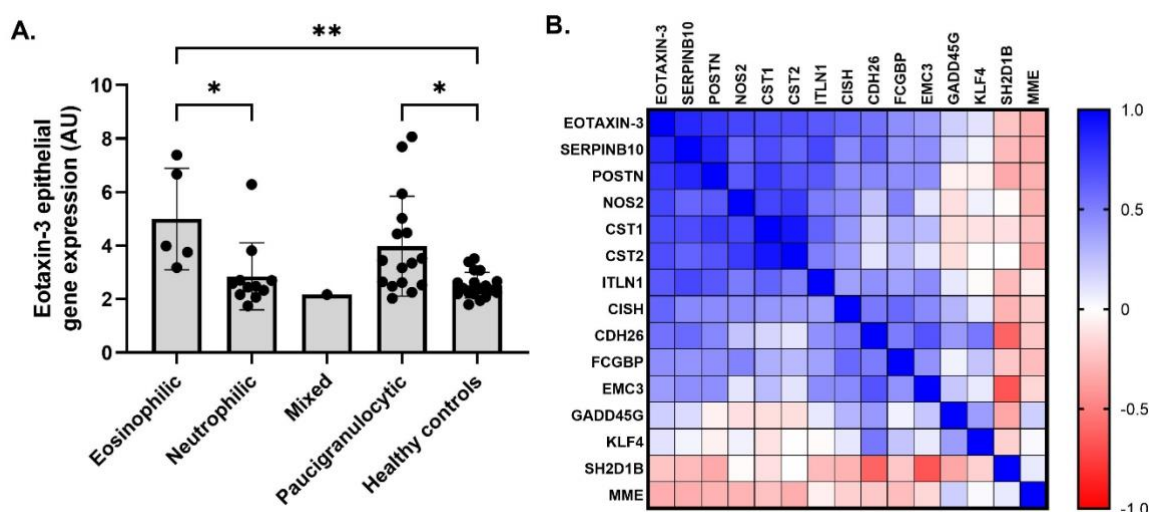 A.
**
*
*
10
8
6
4
2
0
Eotaxin-3 epithelial
gene expression (AU)
Eosinophilic
Neutrophilic
Mixed
Paucigranulocytic
Healthy controls
B.
EOTAXIN-3
SERPINB10
POSTN
NOS2
CST1
CST2
ITLN1
CISH
CDH26
FCGBP
EMC3
GADD45G
KLF4
SH2D1B
MME
EOTAXIN-3
SERPINB10
POSTN
NOS2
CST1
CST2
ITLN1
CISH
CDH26
FCGBP
EMC3
GADD45G
KLF4
SH2D1B
MME
1.0
0.5
0
-0.5
-1.0